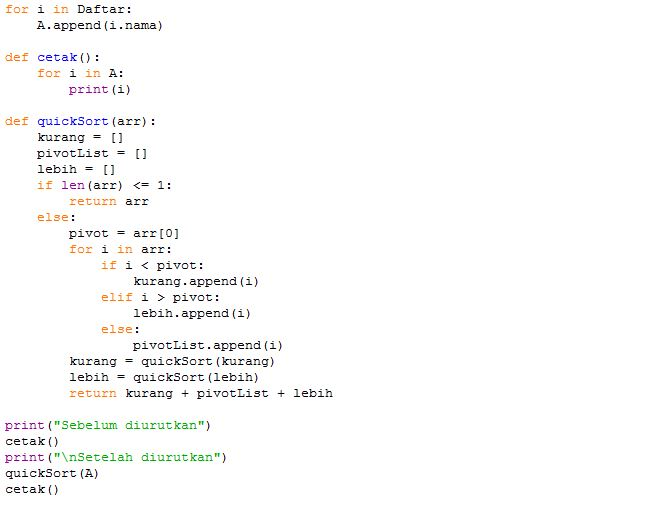 for i in Daftar:
    A.append(i.nama)

def cetak():
    for i in A:
        print(i)

def quickSort(arr):
    kurang = []
    pivotList = []
    lebih = []
    if len(arr) <= 1:
        return arr
    else:
        pivot = arr[0]
        for i in arr:
            if i < pivot:
                kurang.append(i)
            elif i > pivot:
                lebih.append(i)
            else:
                pivotList.append(i)
        kurang = quickSort(kurang)
        lebih = quickSort(lebih)
        return kurang + pivotList + lebih

print("Sebelum diurutkan")
cetak()
print("\nSetelah diurutkan")
quickSort(A)
cetak()